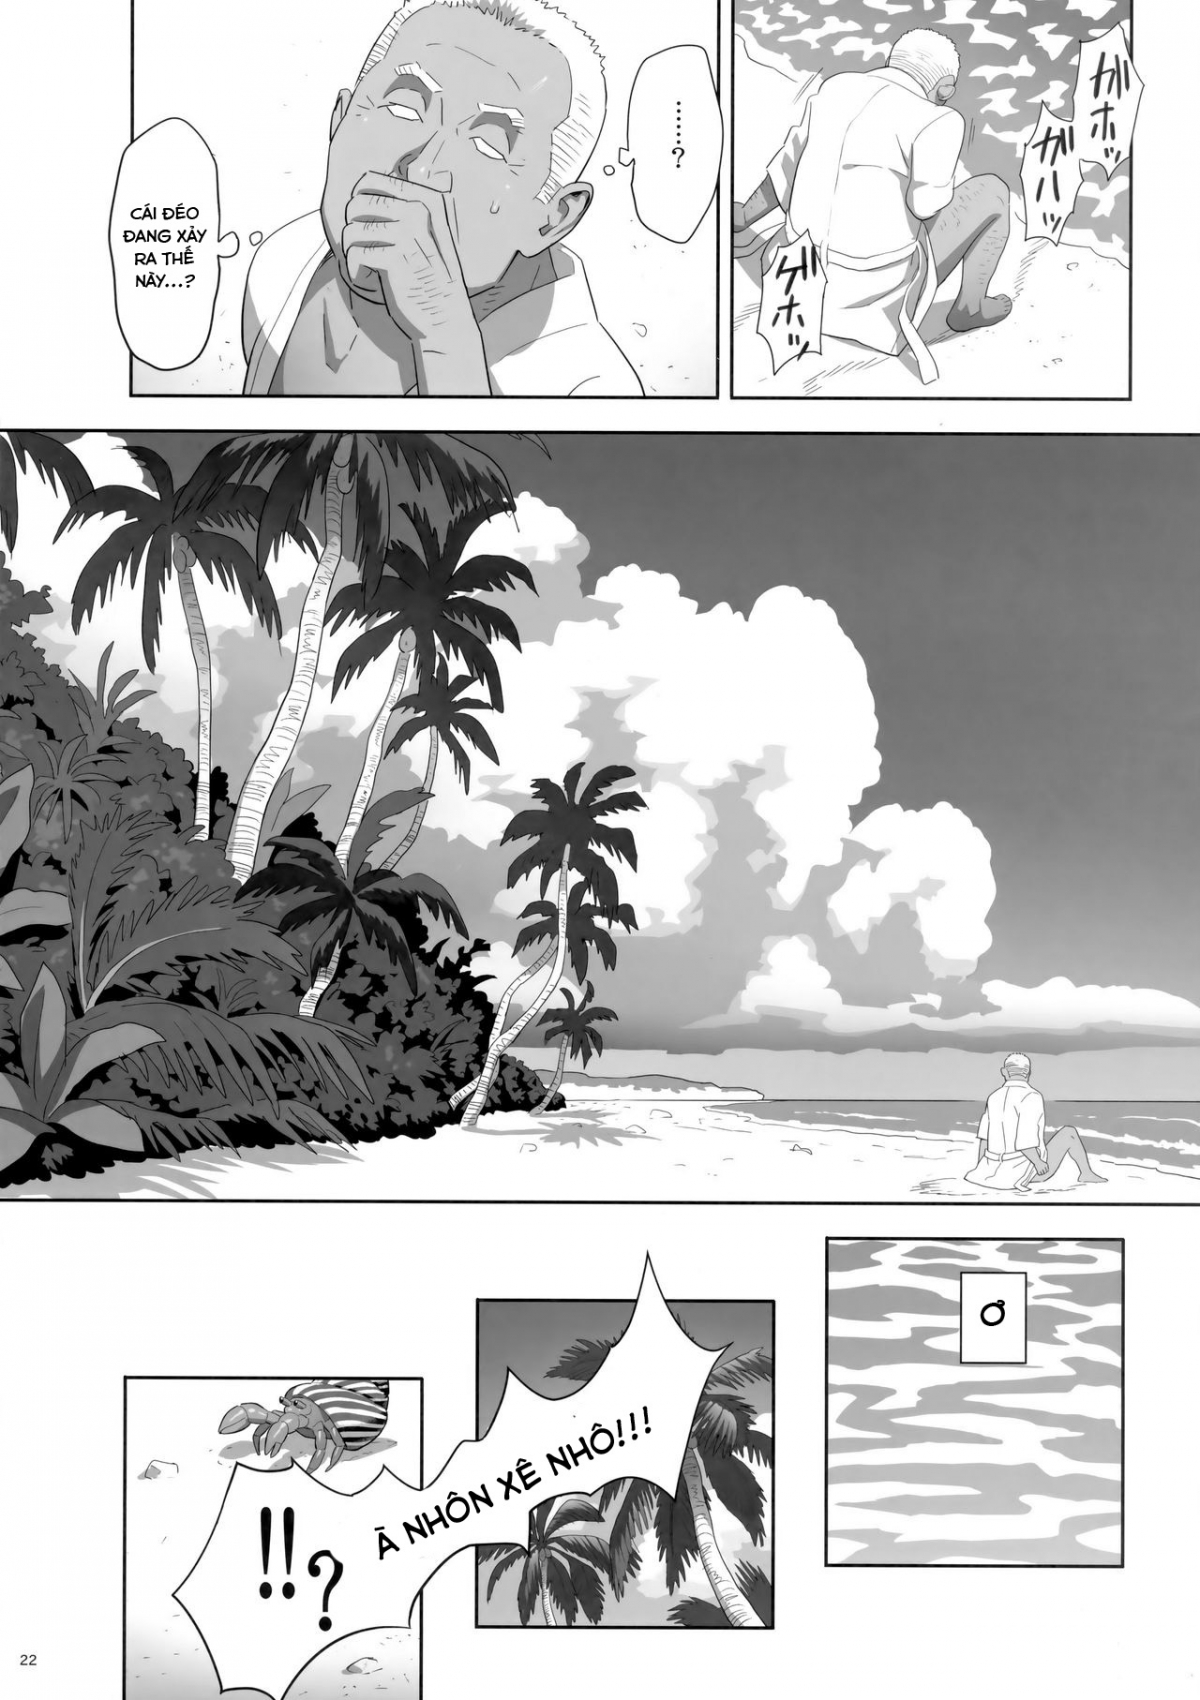 ガホッ
ガハッ
ゲホッ
……?
CÁI ĐÉO
ĐANG XẢY
RA THẾ
NÀY...?
Ơ
À NHÔN XÊ NHÔ!!!
!!?
22